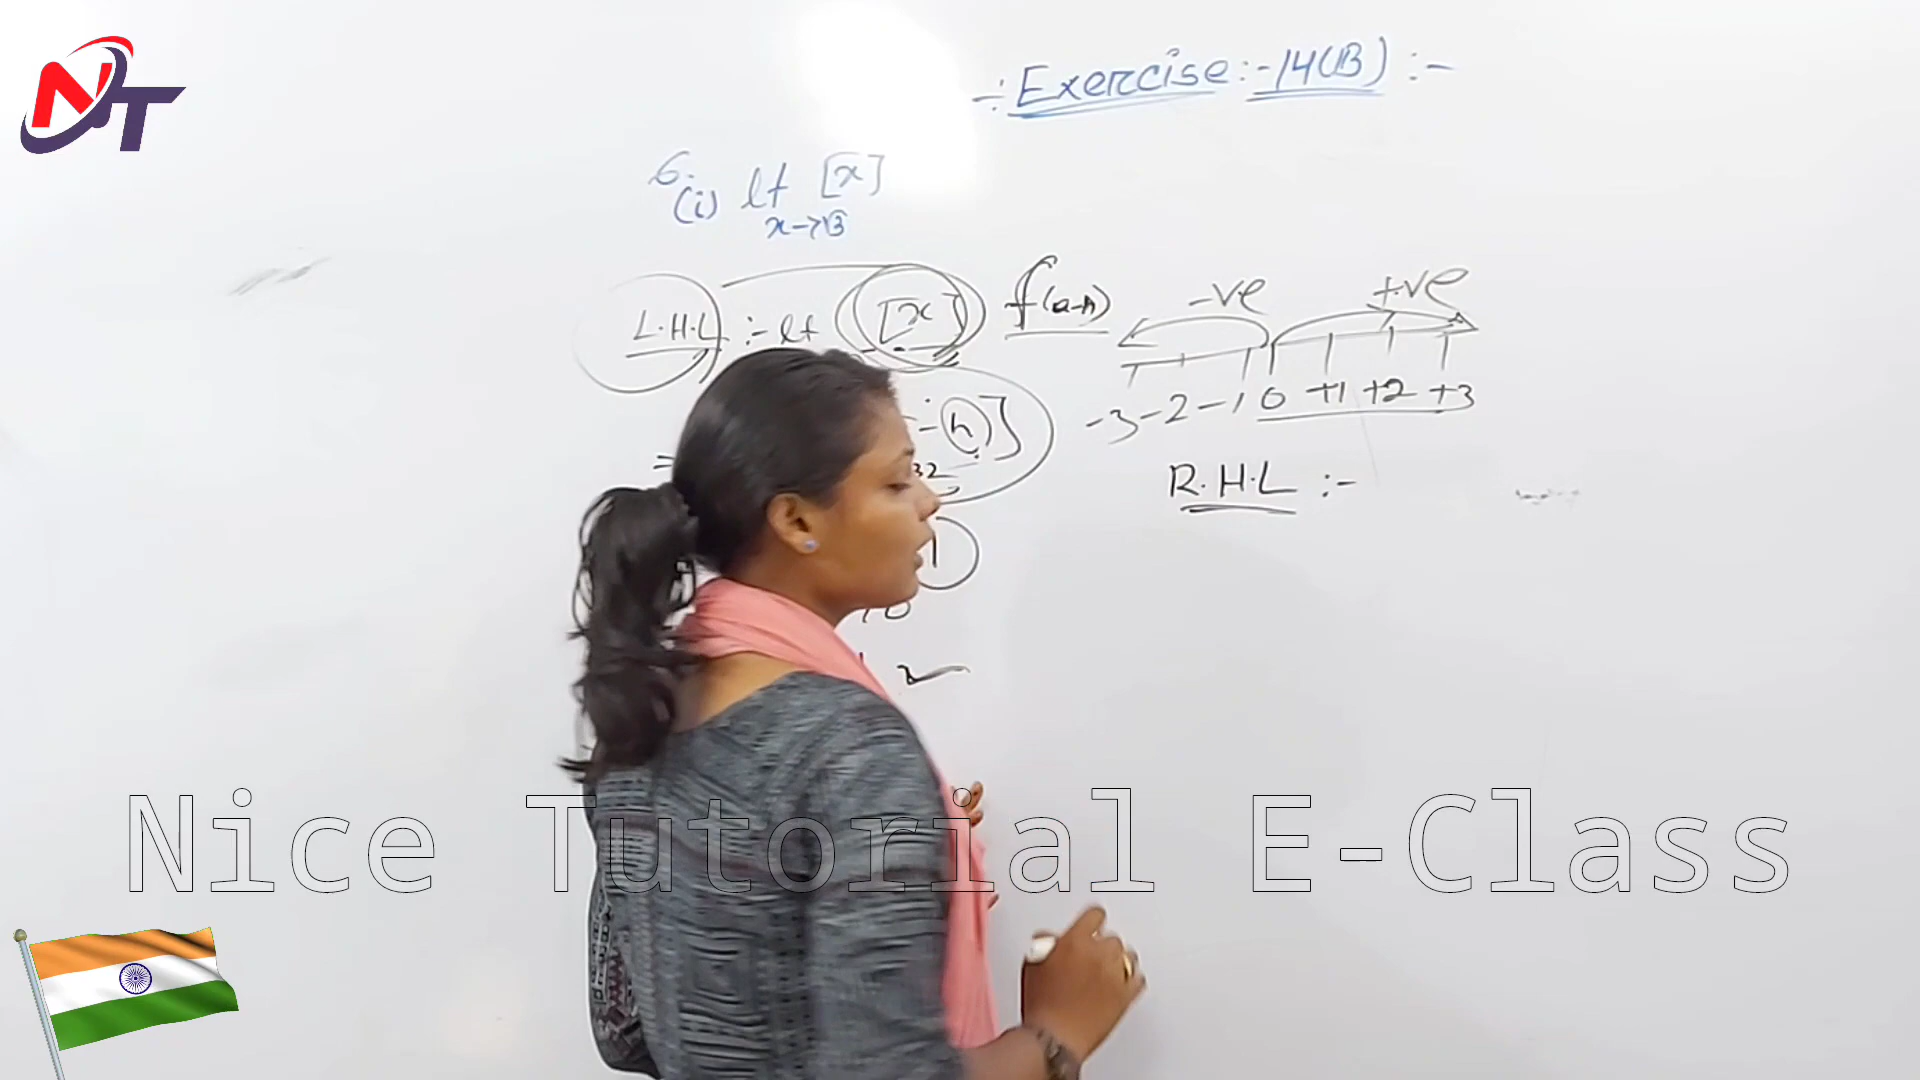 NT
÷ Exercise :- 14(B) :-
6.
(i) lt [x]
x→√3
L.H.L :- lt [x] f(a-h)
-ve +ve
-3 -2 -1 0 +1 +2 +3
- h)]
=
R.H.L :-
Nice Tutorial E-Class